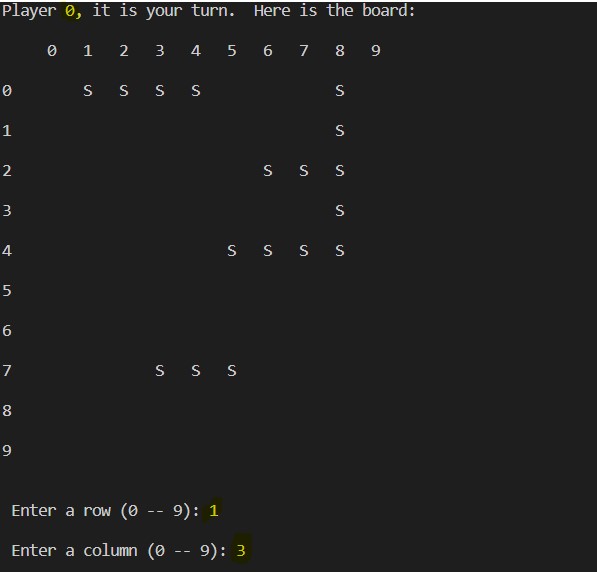 Player 0, it is your turn.  Here is the board:
     0  1  2  3  4  5  6  7  8  9
0       S  S  S  S           S
1                            S
2                      S  S  S
3                            S
4                   S  S  S  S
5
6
7             S  S  S
8
9
Enter a row (0 -- 9): 1
Enter a column (0 -- 9): 3